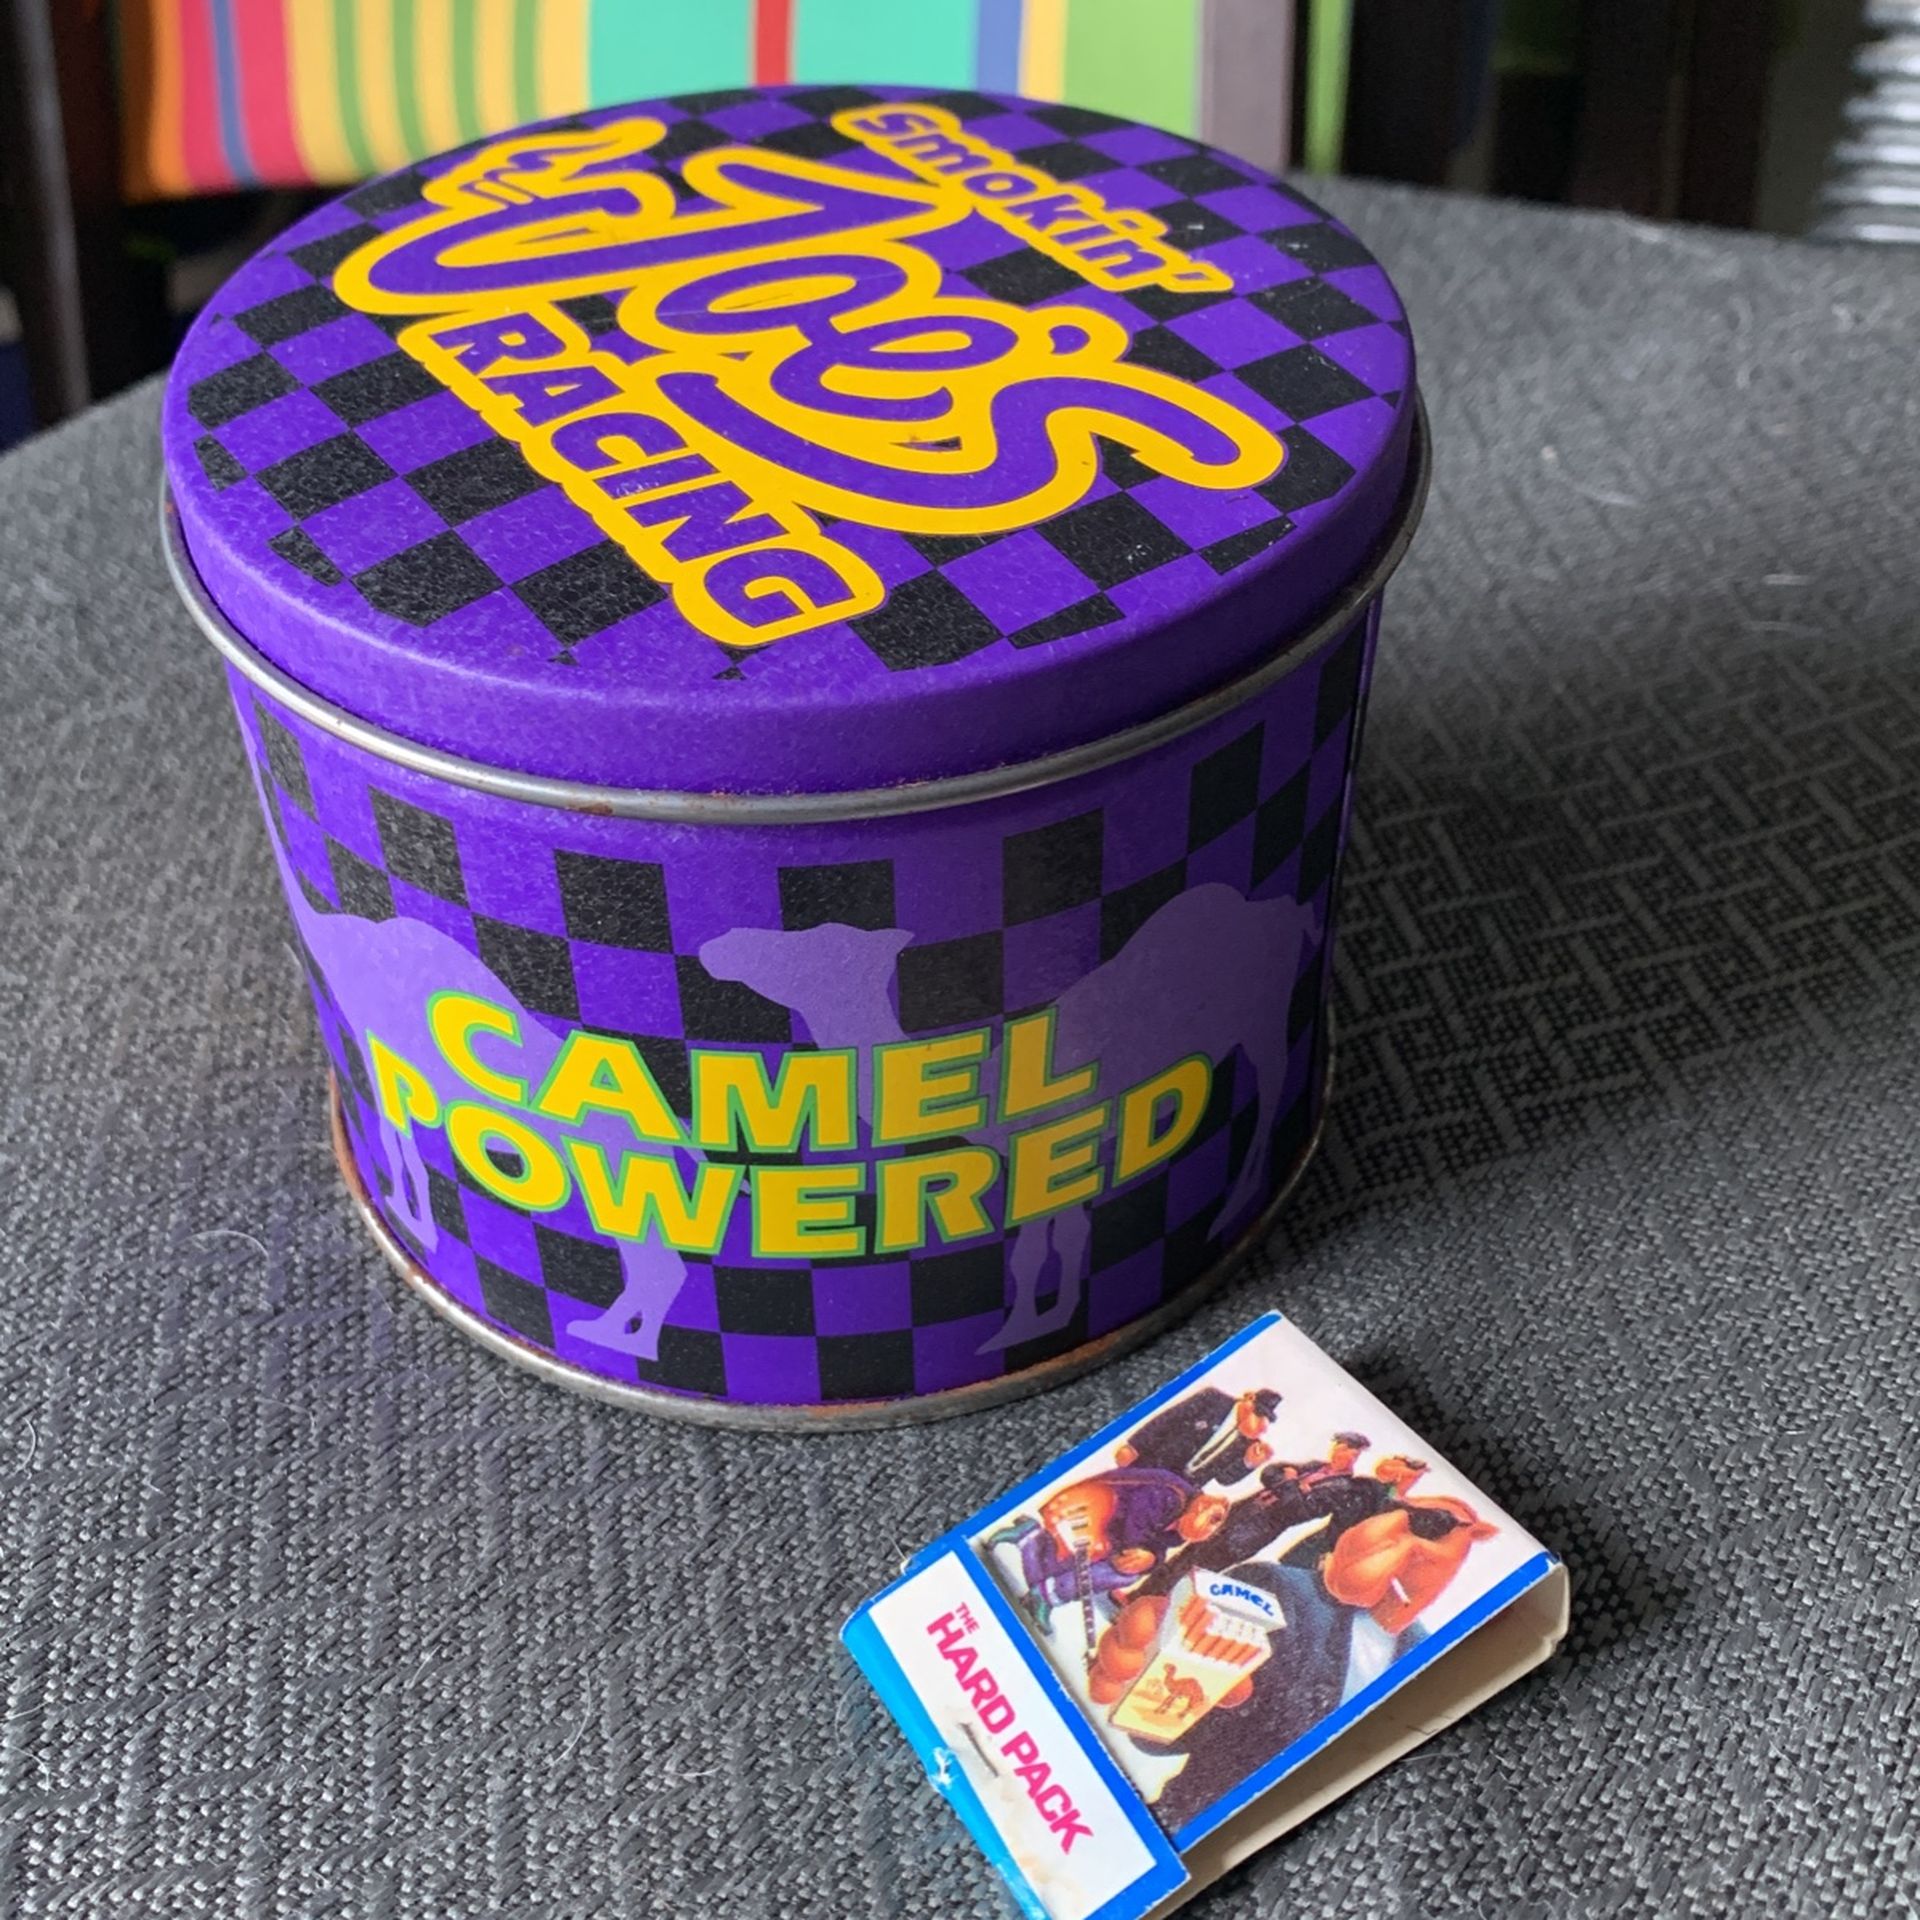 Smokin'
Joe's
RACING
CAMEL
POWERED
CAMEL
THE
HARD PACK